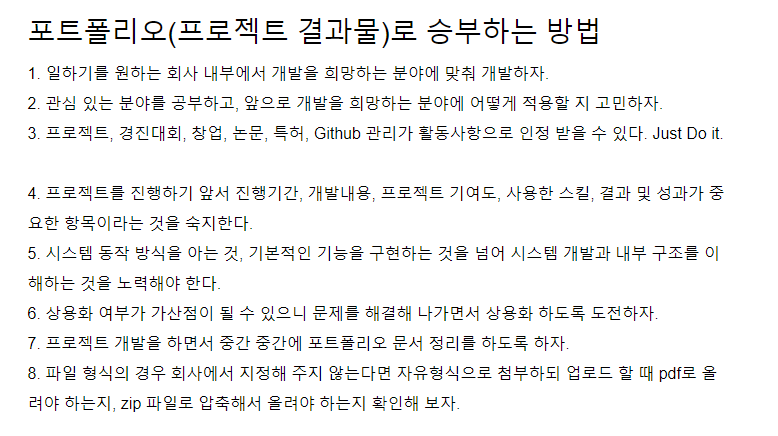 포트폴리오(프로젝트 결과물)로 승부하는 방법
1. 일하기를 원하는 회사 내부에서 개발을 희망하는 분야에 맞춰 개발하자.
2. 관심 있는 분야를 공부하고, 앞으로 개발을 희망하는 분야에 어떻게 적용할 지 고민하자.
3. 프로젝트, 경진대회, 창업, 논문, 특허, Github 관리가 활동사항으로 인정 받을 수 있다. Just Do it.
4. 프로젝트를 진행하기 앞서 진행기간, 개발내용, 프로젝트 기여도, 사용한 스킬, 결과 및 성과가 중
요한 항목이라는 것을 숙지한다.
5. 시스템 동작 방식을 아는 것, 기본적인 기능을 구현하는 것을 넘어 시스템 개발과 내부 구조를 이
해하는 것을 노력해야 한다.
6. 상용화 여부가 가산점이 될 수 있으니 문제를 해결해 나가면서 상용화 하도록 도전하자.
7. 프로젝트 개발을 하면서 중간 중간에 포트폴리오 문서 정리를 하도록 하자.
8. 파일 형식의 경우 회사에서 지정해 주지 않는다면 자유형식으로 첨부하되 업로드 할 때 pdf로 올
려야 하는지, zip 파일로 압축해서 올려야 하는지 확인해 보자.